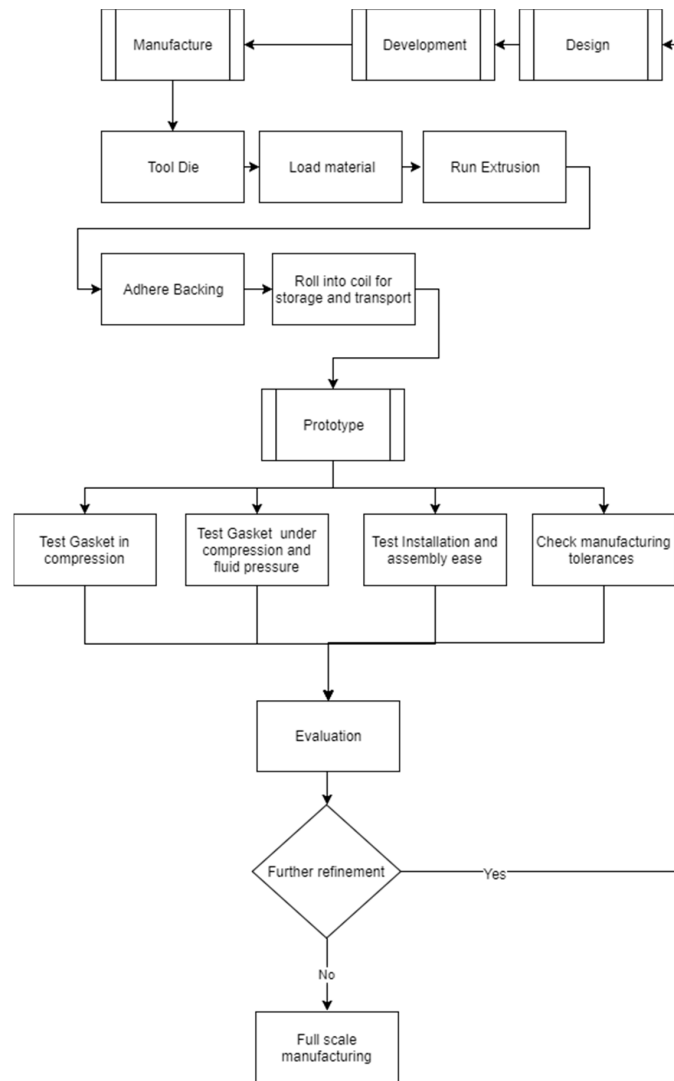 Manufacture
Development
Design
Tool Die
Load material
Run Extrusion
Adhere Backing
Roll into coil for
storage and transport
Prototype
Test Gasket in
compression
Test Gasket under
compression and
fluid pressure
Test Installation and
assembly ease
Check manufacturing
tolerances
Evaluation
Further refinement
Yes
No
Full scale
manufacturing